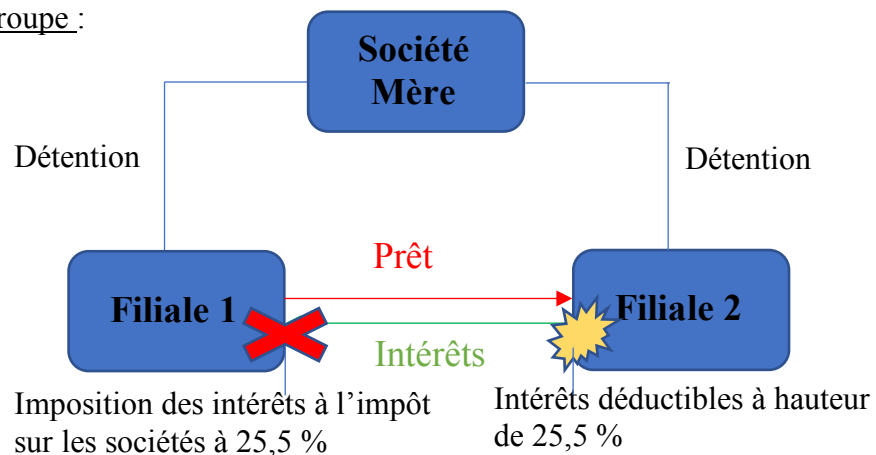 roupe :
Société
Mère
Détention
Détention
Prêt
Filiale 1
Filiale 2
Intérêts
Imposition des intérêts à l’impôt
sur les sociétés à 25,5 %
Intérêts déductibles à hauteur
de 25,5 %